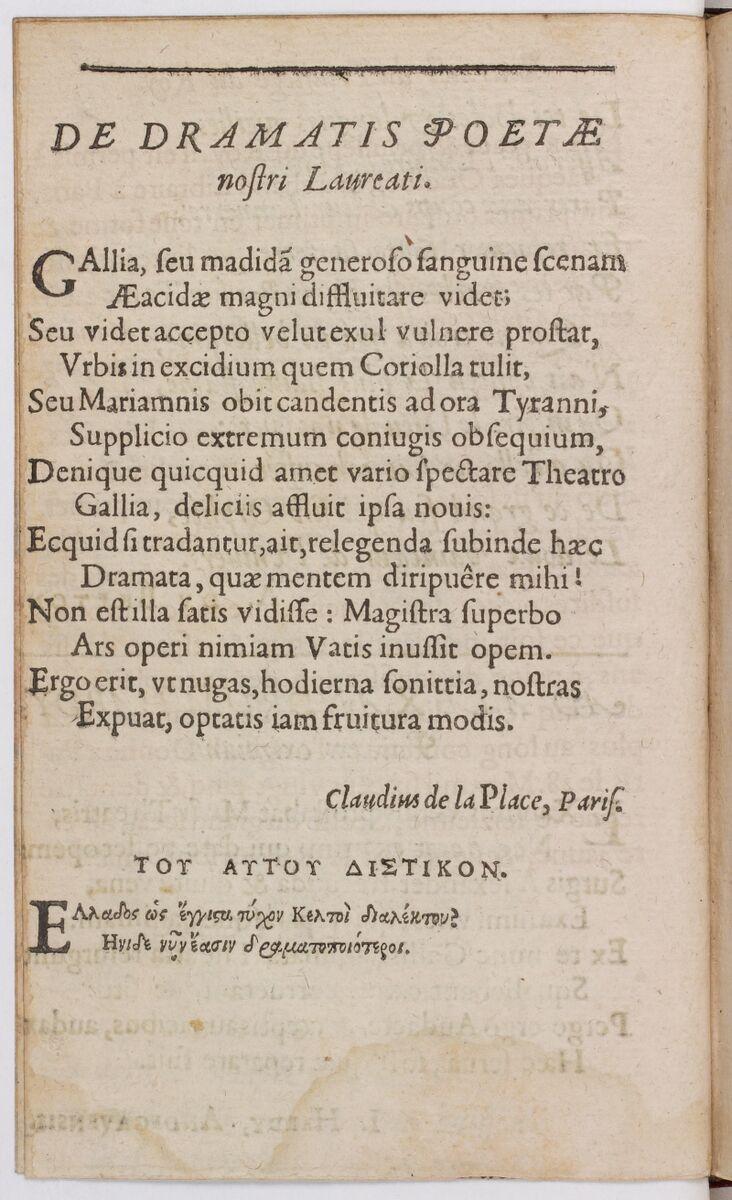 DE DRAMATIS POETÆ
noſtri Laureati.
GAllia, ſeu madidã generoſo ſanguine ſcenam
Æacidæ magni diffluitare videt;
Seu videt accepto velut exul vulnere proſtat,
Vrbis in excidium quem Coriolla tulit,
Seu Mariamnis obit candentis ad ora Tyranni,
Supplicio extremum coniugis obſequium,
Denique quicquid amet vario ſpectare Theatro
Gallia, deliciis affluit ipſa nouis:
Ecquid ſi tradantur, ait, relegenda ſubinde hæc
Dramata, quæ mentem diripuêre mihi!
Non eſt illa ſatis vidiſſe : Magiſtra ſuperbo
Ars operi nimiam Vatis inuſſit opem.
Ergo erit, vt nugas, hodierna ſonittia, noſtras
Expuat, optatis iam fruitura modis.
Claudius de la Place, Pariſ.
ΤΟΥ ΑΥΤΟΥ ΔΙΣΤΙΚΟΝ.
ΕΛλαδος ὡς ἔγγιςα τύχον Κελτοὶ διαλέκτου?
Ηνιδε νῦν ἔασιν δραματοποιότεροι.